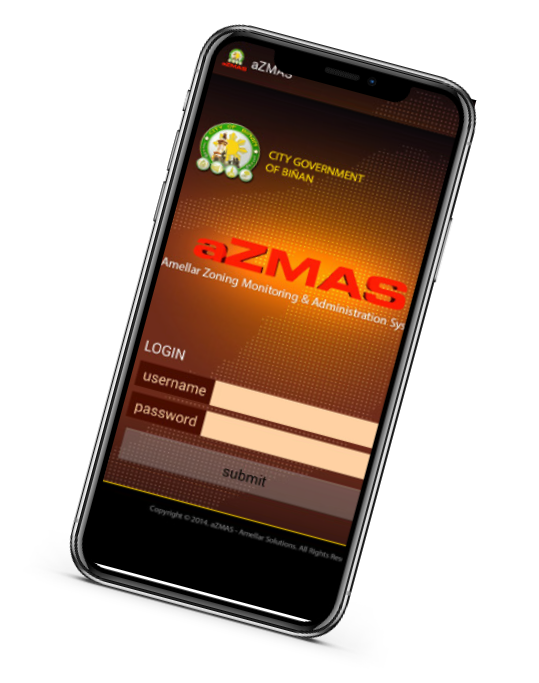 aZMAS
CITY GOVERNMENT
OF BIÑAN
aZMAS
Amellar Zoning Monitoring & Administration Sys
LOGIN
username
password
submit
Copyright © 2014. aZMAS - Amellar Solutions. All Rights Res